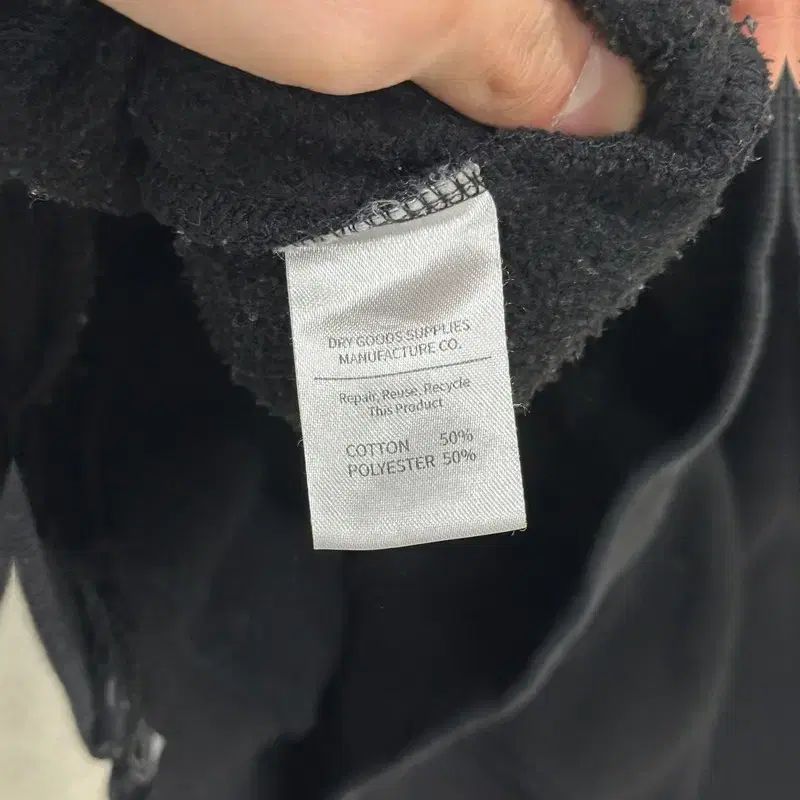 DRY GOODS SUPPLIES
MANUFACTURE CO.
Repair, Reuse, Recycle
This Product
COTTON 50%
POLYESTER 50%